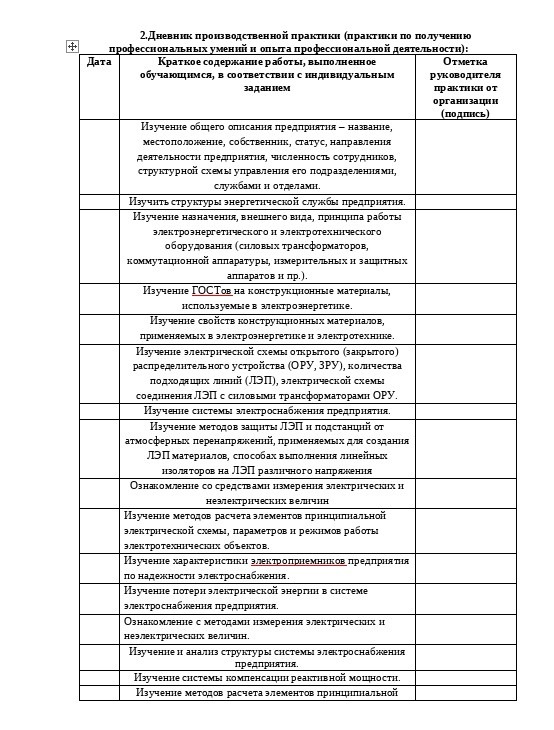 2.Дневник производственной практики (практики по получению
профессиональных умений и опыта профессиональной деятельности):
Дата
Краткое содержание работы, выполненное
обучающимся, в соответствии с индивидуальным
заданием
Отметка
руководителя
практики от
организации
(подпись)
Изучение общего описания предприятия – название,
местоположение, собственник, статус, направления
деятельности предприятия, численность сотрудников,
структурной схемы управления его подразделениями,
службами и отделами.
Изучить структуры энергетической службы предприятия.
Изучение назначения, внешнего вида, принципа работы
электроэнергетического и электротехнического
оборудования (силовых трансформаторов,
коммутационной аппаратуры, измерительных и защитных
аппаратов и пр.).
Изучение ГОСТов на конструкционные материалы,
используемые в электроэнергетике.
Изучение свойств конструкционных материалов,
применяемых в электроэнергетике и электротехнике.
Изучение электрической схемы открытого (закрытого)
распределительного устройства (ОРУ, ЗРУ), количества
подходящих линий (ЛЭП), электрической схемы
соединения ЛЭП с силовыми трансформаторами ОРУ.
Изучение системы электроснабжения предприятия.
Изучение методов защиты ЛЭП и подстанций от
атмосферных перенапряжений, применяемых для создания
ЛЭП материалов, способах выполнения линейных
изоляторов на ЛЭП различного напряжения
Ознакомление со средствами измерения электрических и
неэлектрических величин
Изучение методов расчета элементов принципиальной
электрической схемы, параметров и режимов работы
электротехнических объектов.
Изучение характеристики электроприемников предприятия
по надежности электроснабжения.
Изучение потери электрической энергии в системе
электроснабжения предприятия.
Ознакомление с методами измерения электрических и
неэлектрических величин.
Изучение и анализ структуры системы электроснабжения
предприятия.
Изучение системы компенсации реактивной мощности.
Изучение методов расчета элементов принципиальной